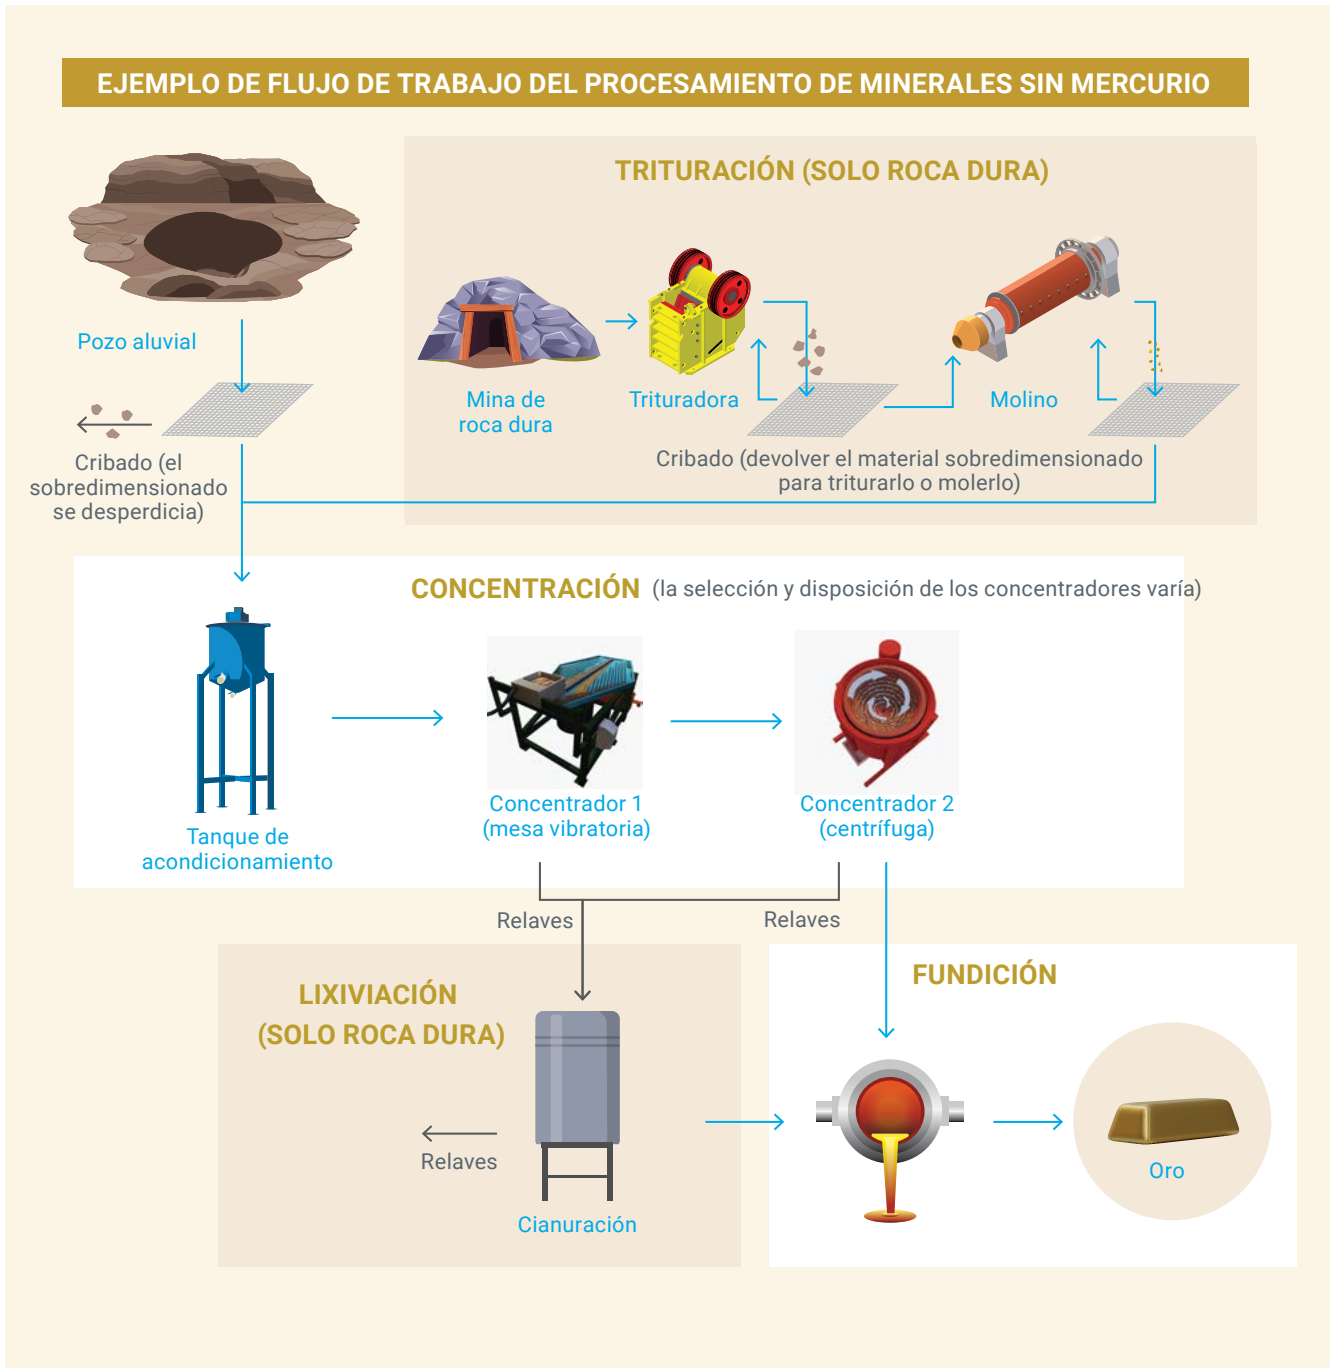 EJEMPLO DE FLUJO DE TRABAJO DEL PROCESAMIENTO DE MINERALES SIN MERCURIO
TRITURACIÓN (SOLO ROCA DURA)
Pozo aluvial
Mina de
roca dura
Trituradora
Molino
Cribado (el
sobredimensionado
se desperdicia)
Cribado (devolver el material sobredimensionado
para triturarlo o molerlo)
CONCENTRACIÓN (la selección y disposición de los concentradores varía)
Tanque de
acondicionamiento
Concentrador 1
(mesa vibratoria)
Concentrador 2
(centrífuga)
Relaves
Relaves
LIXIVIACIÓN
(SOLO ROCA DURA)
Relaves
Cianuración
FUNDICIÓN
Oro